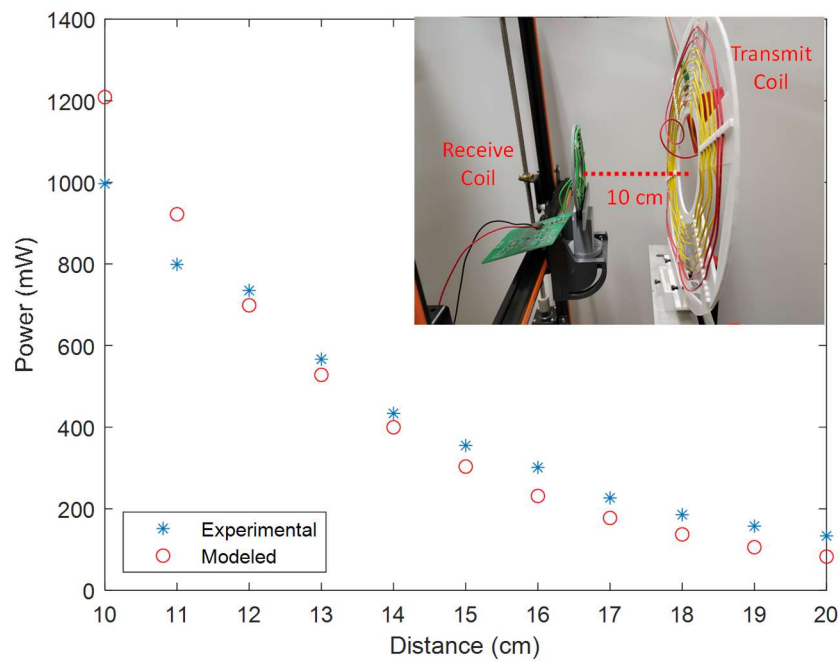 1400
1200
1000
800
600
400
200
0
Power (mW)
Transmit
Coil
Receive
Coil
10 cm
Experimental
Modeled
10 11 12 13 14 15 16 17 18 19 20
Distance (cm)